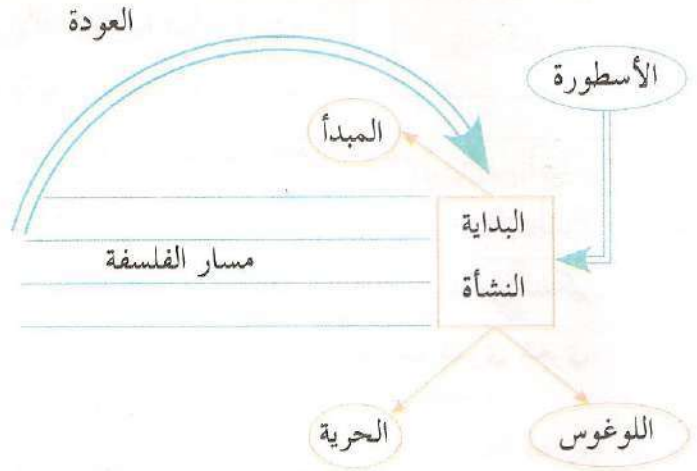 العودة
الأسطورة
المبدأ
البداية
النشأة
مسار الفلسفة
اللوغوس
الحرية